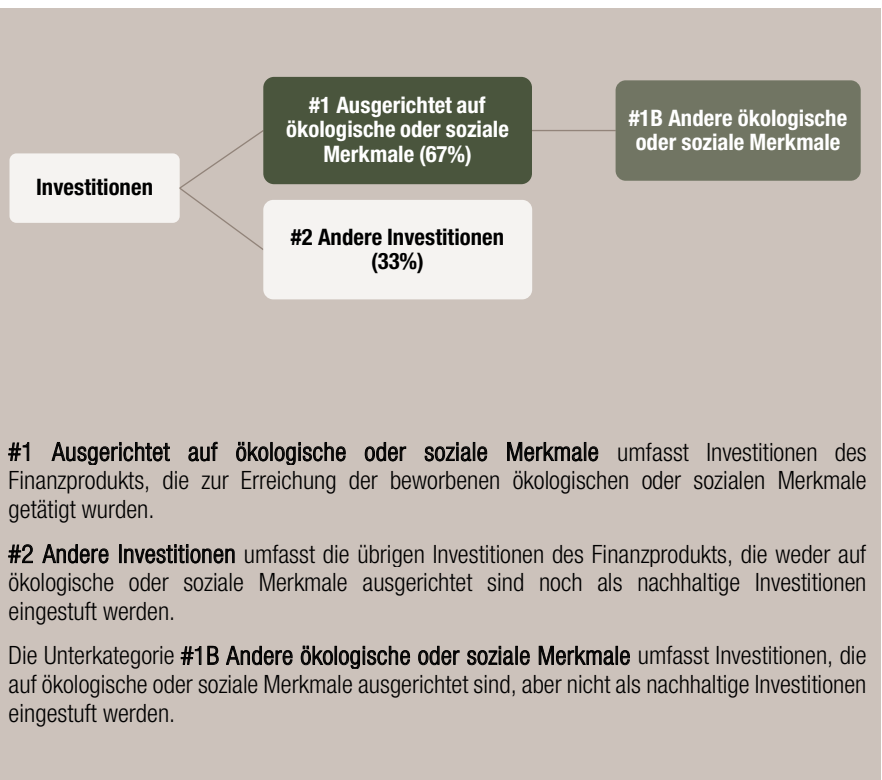 #1 Ausgerichtet auf
ökologische oder soziale
Merkmale (67%)
#1B Andere ökologische
oder soziale Merkmale
Investitionen
#2 Andere Investitionen
(33%)
#1 Ausgerichtet auf ökologische oder soziale Merkmale umfasst Investitionen des
Finanzprodukts, die zur Erreichung der beworbenen ökologischen oder sozialen Merkmale
getätigt wurden.
#2 Andere Investitionen umfasst die übrigen Investitionen des Finanzprodukts, die weder auf
ökologische oder soziale Merkmale ausgerichtet sind noch als nachhaltige Investitionen
eingestuft werden.
Die Unterkategorie #1B Andere ökologische oder soziale Merkmale umfasst Investitionen, die
auf ökologische oder soziale Merkmale ausgerichtet sind, aber nicht als nachhaltige Investitionen
eingestuft werden.